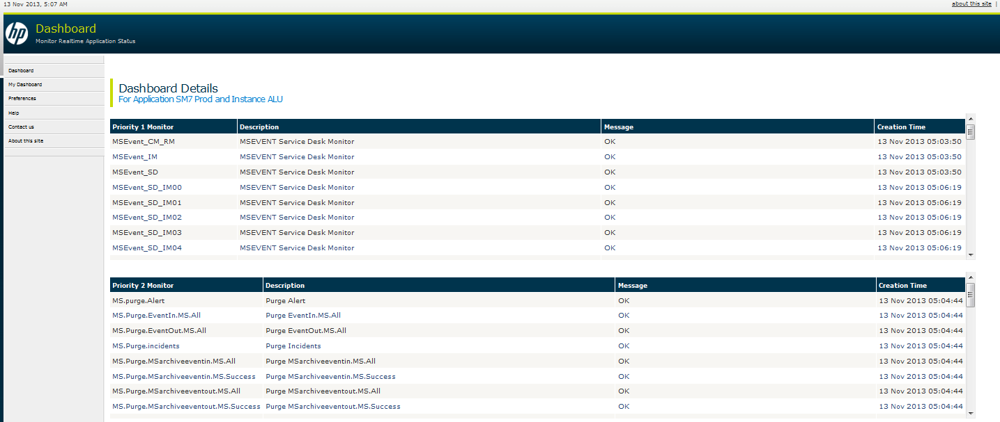 13 Nov 2013, 5:07 AM
about this site |
hp
Dashboard
Monitor Realtime Application Status
Dashboard
My Dashboard
Preferences
Help
Contact us
About this site
Dashboard Details
For Application SM7 Prod and Instance ALU
Priority 1 Monitor Description Message Creation Time
MSEvent_CM_RM MSEVENT Service Desk Monitor OK 13 Nov 2013 05:03:50
MSEvent_IM MSEVENT Service Desk Monitor OK 13 Nov 2013 05:03:50
MSEvent_SD MSEVENT Service Desk Monitor OK 13 Nov 2013 05:03:50
MSEvent_SD_IM00 MSEVENT Service Desk Monitor OK 13 Nov 2013 05:06:19
MSEvent_SD_IM01 MSEVENT Service Desk Monitor OK 13 Nov 2013 05:06:19
MSEvent_SD_IM02 MSEVENT Service Desk Monitor OK 13 Nov 2013 05:06:19
MSEvent_SD_IM03 MSEVENT Service Desk Monitor OK 13 Nov 2013 05:06:19
MSEvent_SD_IM04 MSEVENT Service Desk Monitor OK 13 Nov 2013 05:06:19
Priority 2 Monitor Description Message Creation Time
MS.purge.Alert Purge Alert OK 13 Nov 2013 05:04:44
MS.Purge.EventIn.MS.All Purge EventIn.MS.All OK 13 Nov 2013 05:04:44
MS.Purge.EventOut.MS.All Purge EventOut.MS.All OK 13 Nov 2013 05:04:44
MS.Purge.incidents Purge Incidents OK 13 Nov 2013 05:04:44
MS.Purge.MSarchiveeventin.MS.All Purge MSarchiveeventin.MS.All OK 13 Nov 2013 05:04:44
MS.Purge.MSarchiveeventin.MS.Success Purge MSarchiveeventin.MS.Success OK 13 Nov 2013 05:04:44
MS.Purge.MSarchiveeventout.MS.All Purge MSarchiveeventout.MS.All OK 13 Nov 2013 05:04:44
MS.Purge.MSarchiveeventout.MS.Success Purge MSarchiveeventout.MS.Success OK 13 Nov 2013 05:04:44